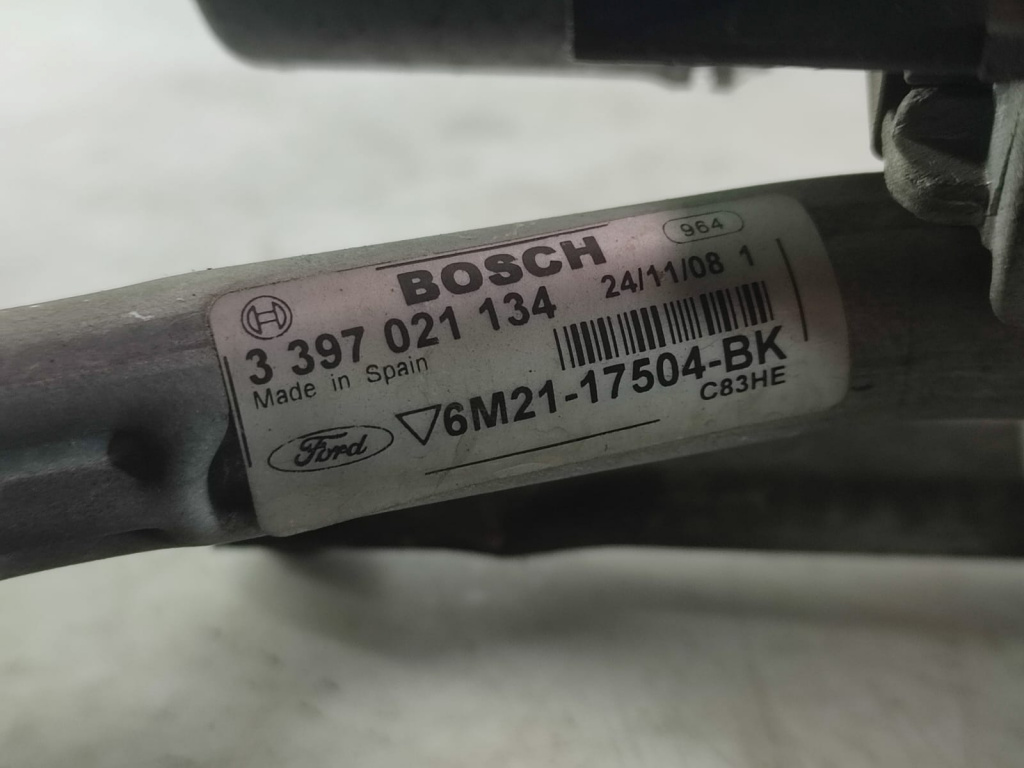 964
BOSCH
3 397 021 134 24/11/08 1
Made in Spain
Ford 6M21-17504-BK
C83HE